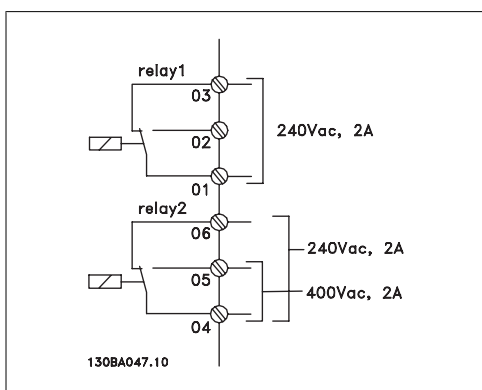 relay1
03
02
240Vac, 2A
01
relay2
06
240Vac, 2A
05
400Vac, 2A
04
130BA047.10